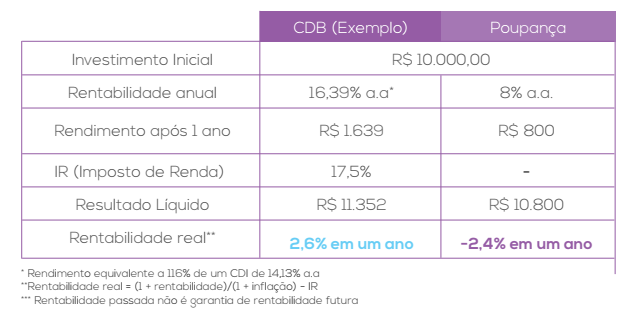 CDB (Exemplo) Poupança
Investimento Inicial R$ 10.000,00
Rentabilidade anual 16,39% a.a* 8% a.a.
Rendimento após 1 ano R$ 1.639 R$ 800
IR (Imposto de Renda) 17,5% -
Resultado Líquido R$ 11.352 R$ 10.800
Rentabilidade real** 2,6% em um ano -2,4% em um ano
* Rendimento equivalente a 116% de um CDI de 14,13% a.a
**Rentabilidade real = (1 + rentabilidade)/(1 + inflação) - IR
*** Rentabilidade passada não é garantia de rentabilidade futura